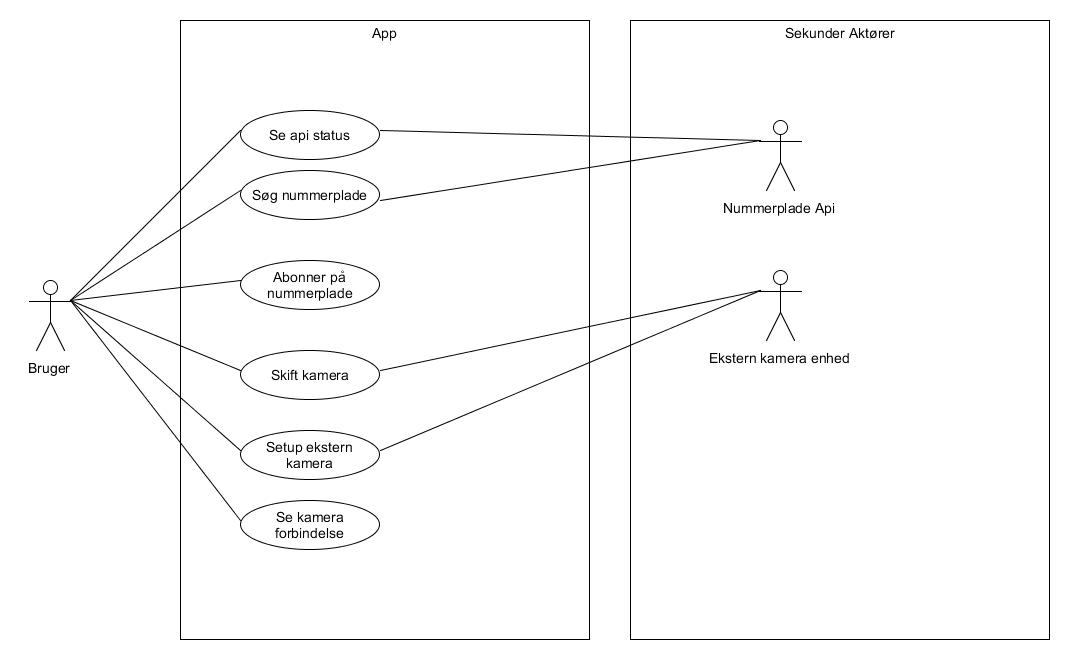 App
Sekunder Aktører
Se api status
Søg nummerplade
Nummerplade Api
Abonner på
nummerplade
Bruger
Skift kamera
Ekstern kamera enhed
Setup ekstern
kamera
Se kamera
forbindelse